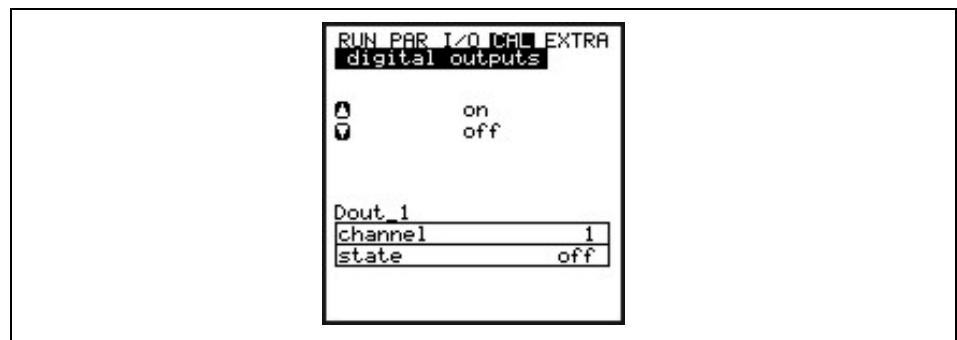 RUN PAR I/O CAL EXTRA
digital outputs
on
off
Dout_1
channel 1
state off